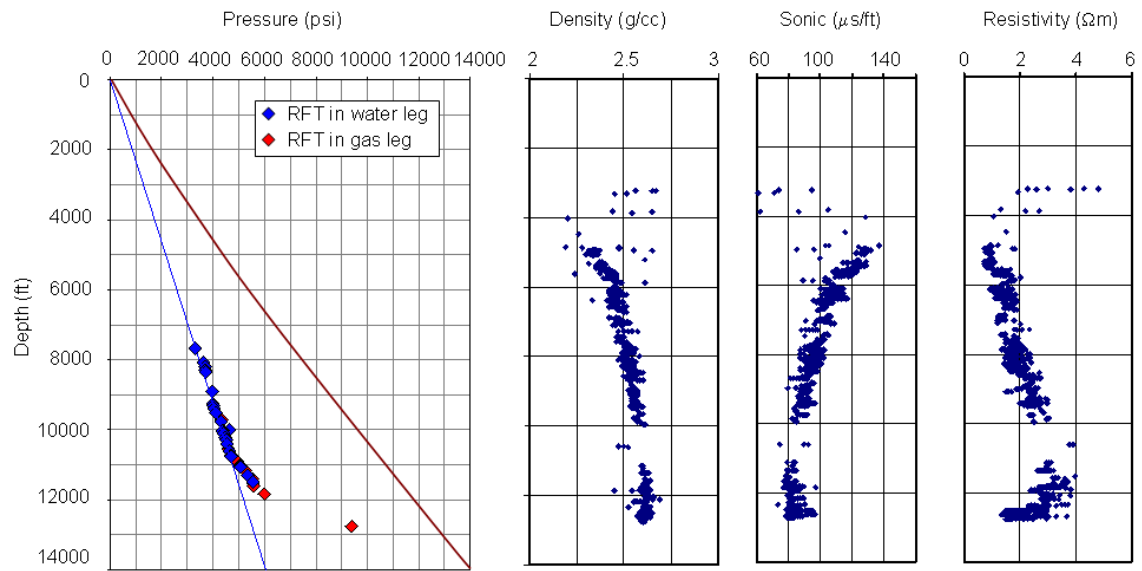 Pressure (psi)
Density (g/cc)
Sonic (μs/ft)
Resistivity (Ωm)
0 2000 4000 6000 8000 10000 12000 14000
2 2.5 3
60 100 140
0 2 4 6
RFT in water leg
RFT in gas leg
Depth (ft)
0
2000
4000
6000
8000
10000
12000
14000